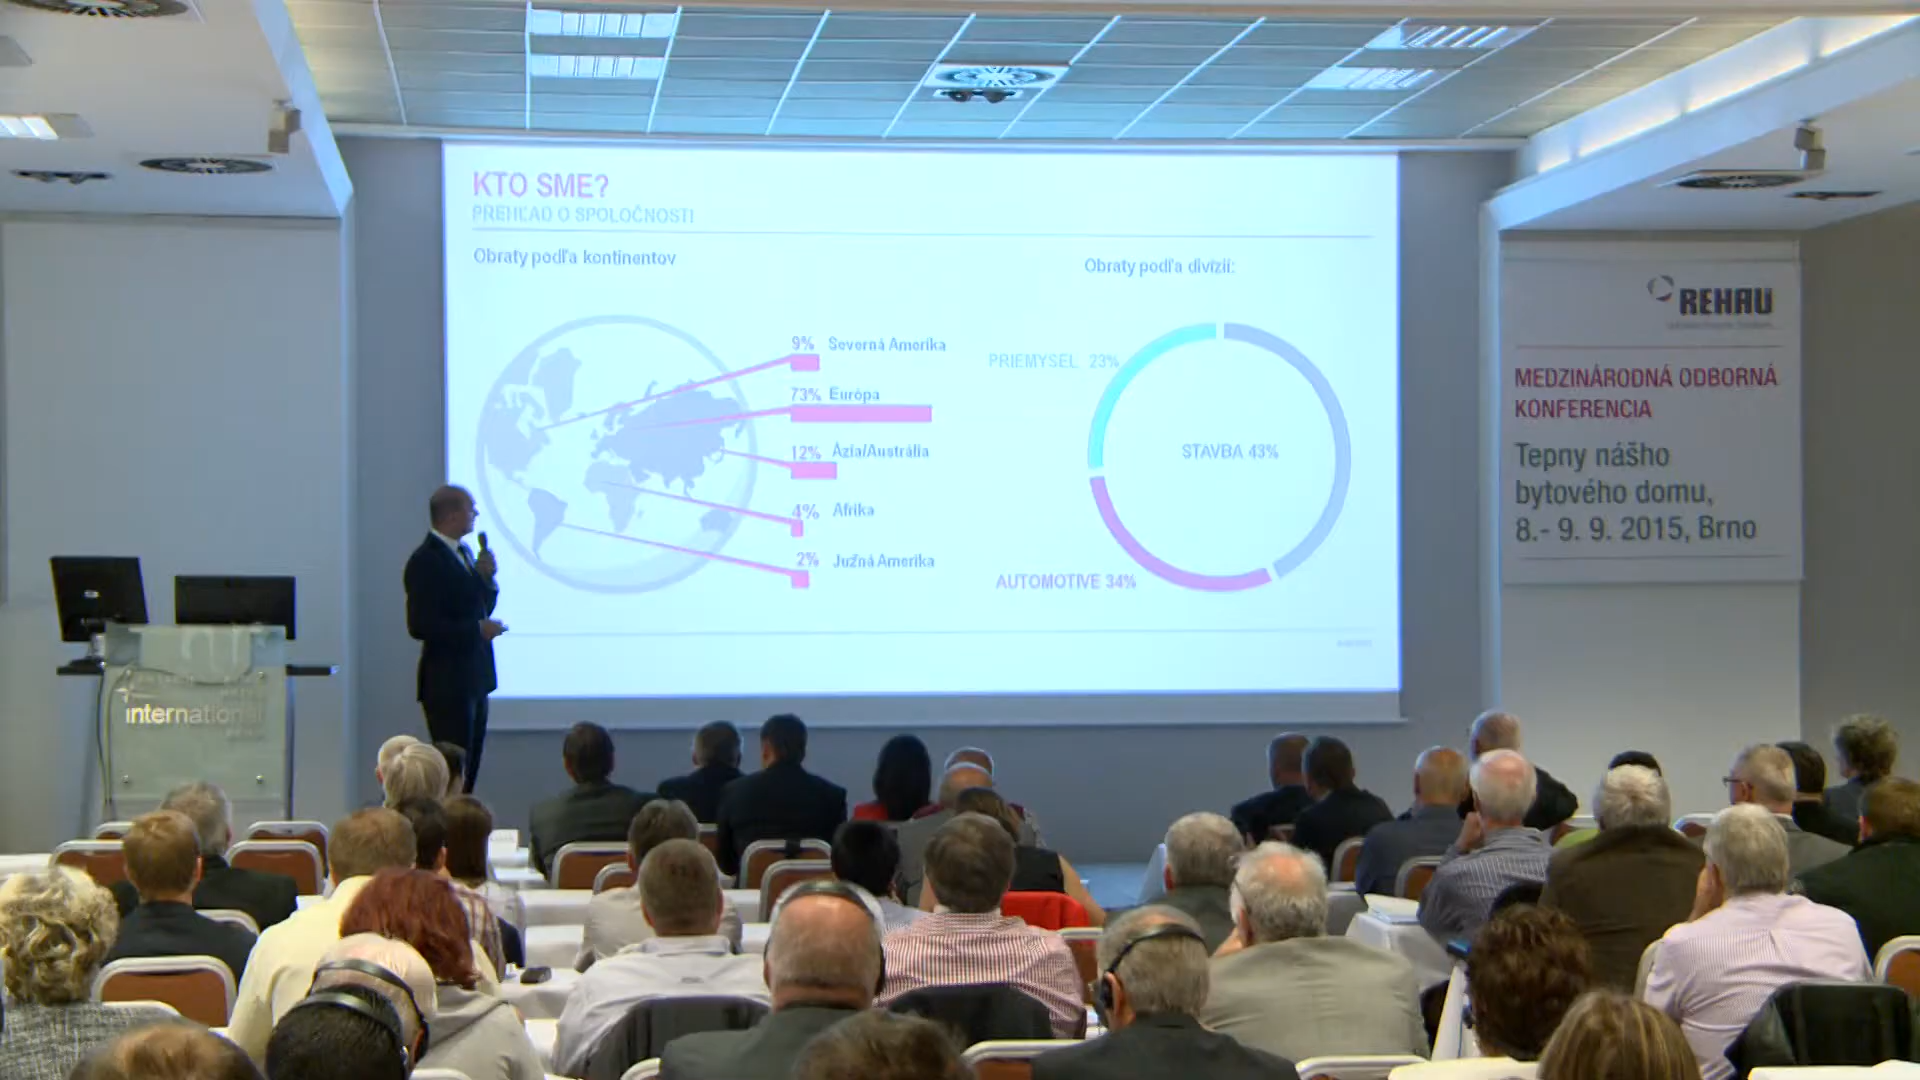 KTO SME?
PREHĽAD O SPOLOČNOSTI
Obraty podľa kontinentov
9% Severná Amerika
73% Európa
12% Ázia/Austrália
4% Afrika
2% Južná Amerika
Obraty podľa divízií:
PRIEMYSEL 23%
STAVBA 43%
AUTOMOTIVE 34%
REHAU
MEDZINÁRODNÁ ODBORNÁ
KONFERENCIA
Tepny nášho
bytového domu,
8.- 9. 9. 2015, Brno
international